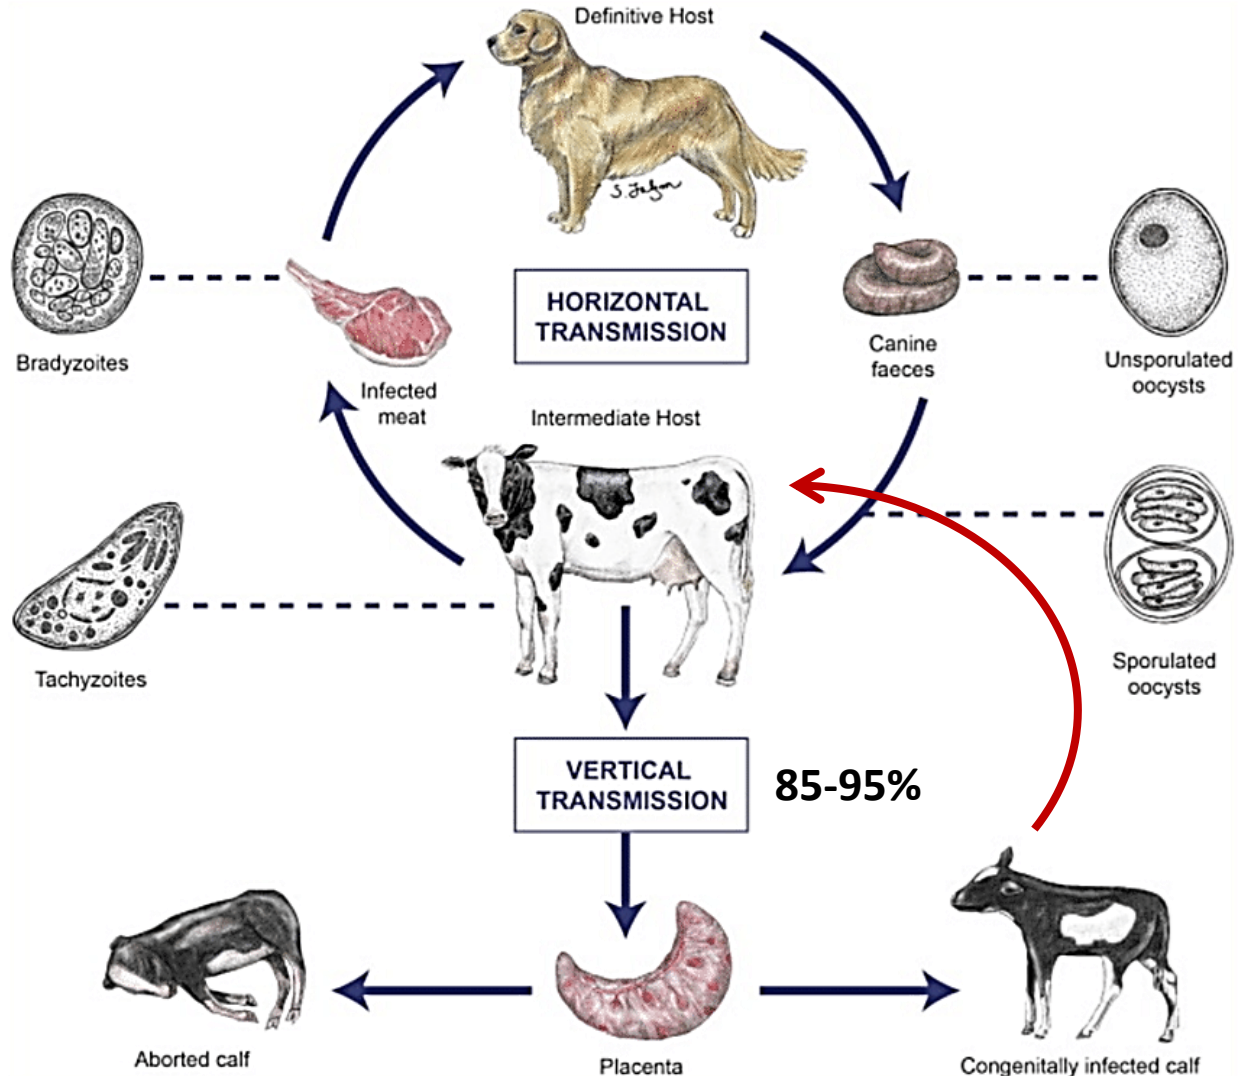 Definitive Host
HORIZONTAL
TRANSMISSION
Canine
faeces
Unsporulated
oocysts
Bradyzoites
Infected
meat
Intermediate Host
Tachyzoites
Sporulated
oocysts
VERTICAL
TRANSMISSION
85-95%
Aborted calf
Placenta
Congenitally infected calf